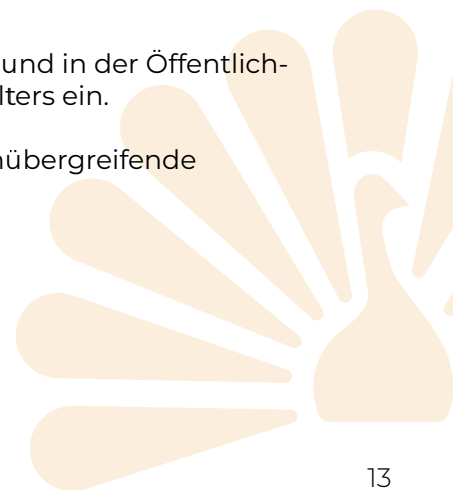 und in der Öffentlich-
lters ein.
nübergreifende
13